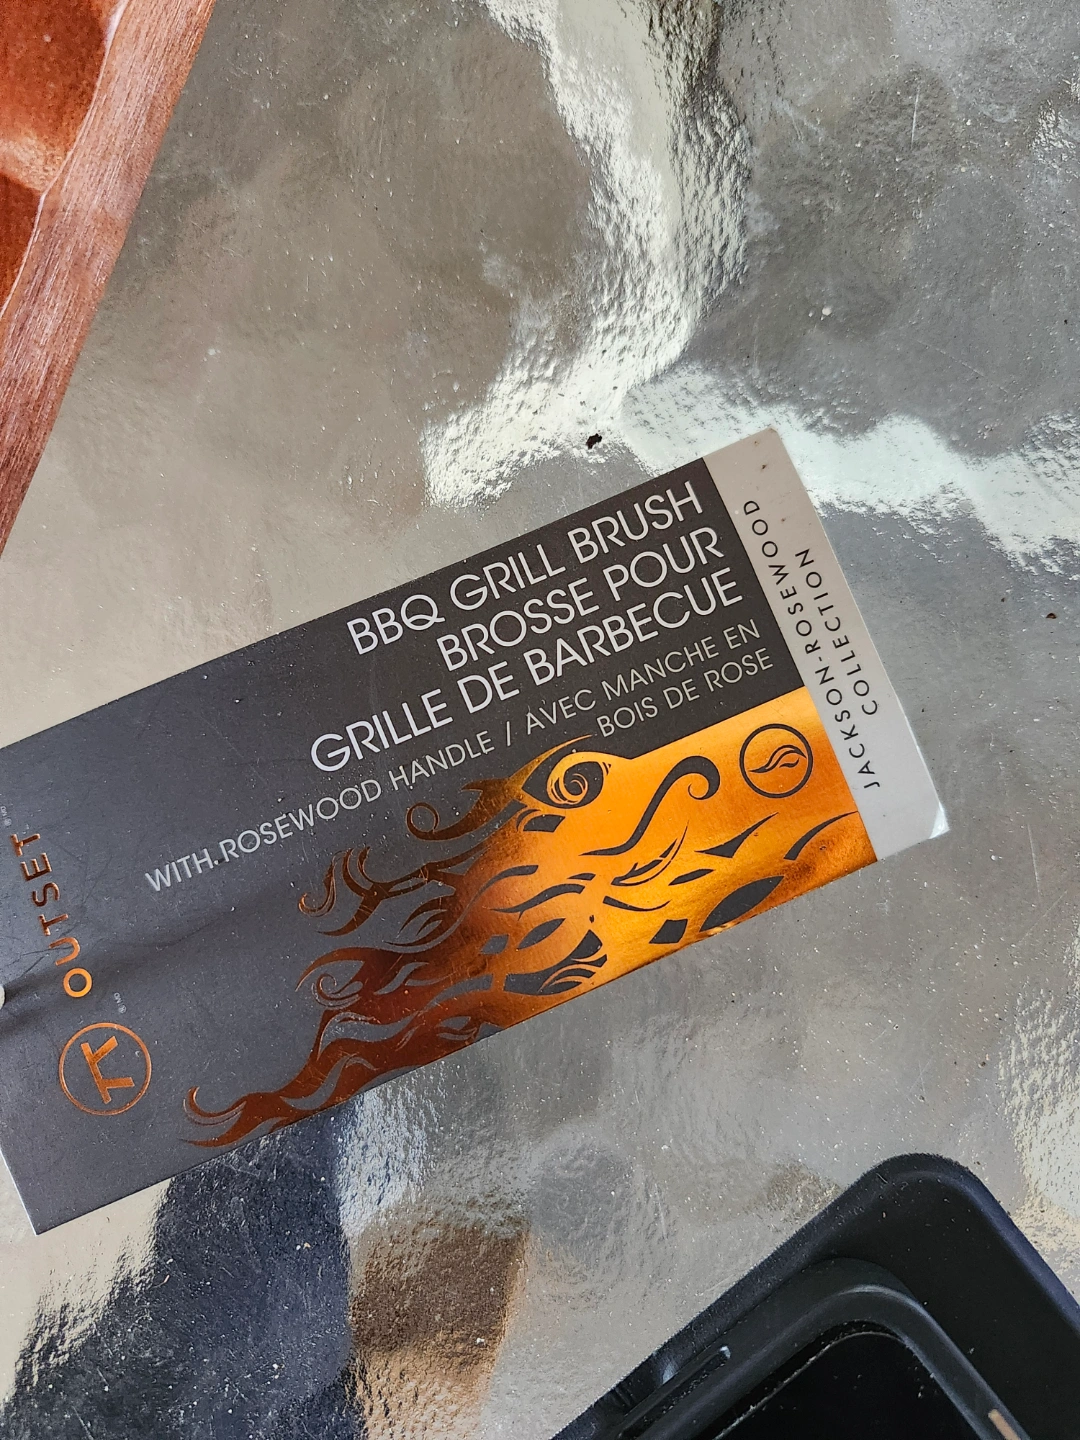 BBQ GRILL BRUSH
BROSSE POUR
GRILLE DE BARBECUE
WITH ROSEWOOD HANDLE / AVEC MANCHE EN
BOIS DE ROSE
JACKSON-ROSEWOOD
COLLECTION
OUTSET